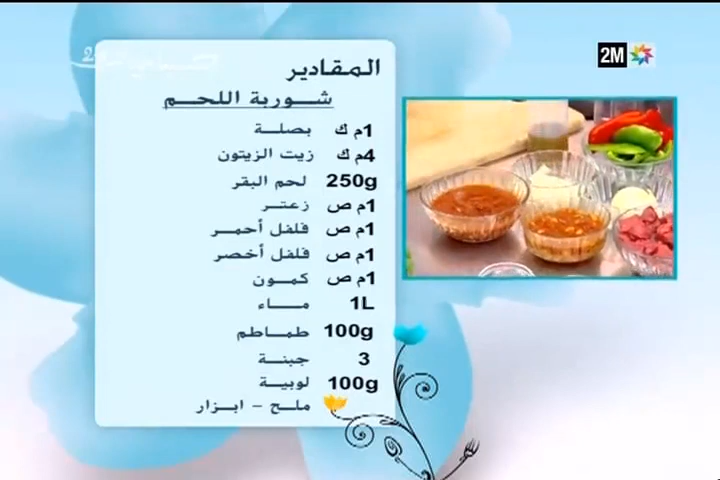 2M
المقادير
شوربة اللحم
1م ك بصلة
4م ك زيت الزيتون
250g لحم البقر
1م ص زعتر
1م ص فلفل أحمر
1م ص فلفل أخضر
1م ص كمون
1L ماء
100g طماطم
3 جبنة
100g لوبية
ملح - ابزار